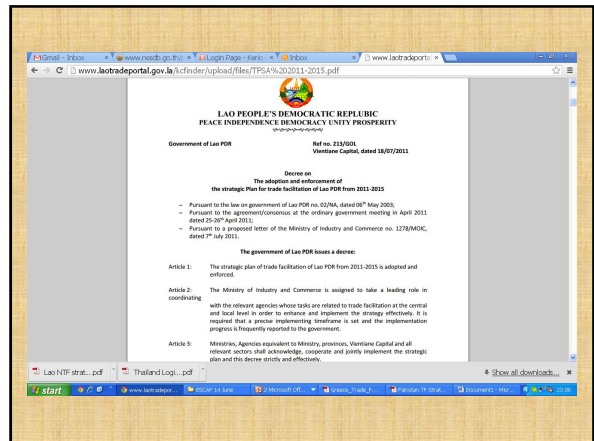 Gmail - Inbox
www.nesdb.go.th/
Login Page - Kerio
Inbox
www.laotradeportal
www.laotradeportal.gov.la/kcfinder/upload/files/TPSA%202011-2015.pdf
LAO PEOPLE'S DEMOCRATIC REPLUBIC
PEACE INDEPENDENCE DEMOCRACY UNITY PROSPERITY
Government of Lao PDR
Ref no. 213/GOL
Vientiane Capital, dated 18/07/2011
Decree on
The adoption and enforcement of
the strategic Plan for trade facilitation of Lao PDR from 2011-2015
– Pursuant to the law on government of Lao PDR no. 02/NA, dated 06th May 2003;
– Pursuant to the agreement/consensus at the ordinary government meeting in April 2011
dated 25-26th April 2011;
– Pursuant to a proposed letter of the Ministry of Industry and Commerce no. 1278/MOIC,
dated 7th July 2011.
The government of Lao PDR issues a decree:
Article 1: The strategic plan of trade facilitation of Lao PDR from 2011-2015 is adopted and
enforced.
Article 2: The Ministry of Industry and Commerce is assigned to take a leading role in
coordinating
with the relevant agencies whose tasks are related to trade facilitation at the central
and local level in order to enhance and implement the strategy effectively. It is
required that a precise implementing timeframe is set and the implementation
progress is frequently reported to the government.
Article 3: Ministries, Agencies equivalent to Ministry, provinces, Vientiane Capital and all
relevant sectors shall acknowledge, cooperate and jointly implement the strategic
plan and this decree strictly and effectively.
Lao NTF strat....pdf
Thailand Logi....pdf
Show all downloads...
start
www.laotradepor...
ESCAP 14 June
2 Microsoft Off...
Greece_Trade_F...
Pakistan TF Strat...
Document1 - Micr...
23:06